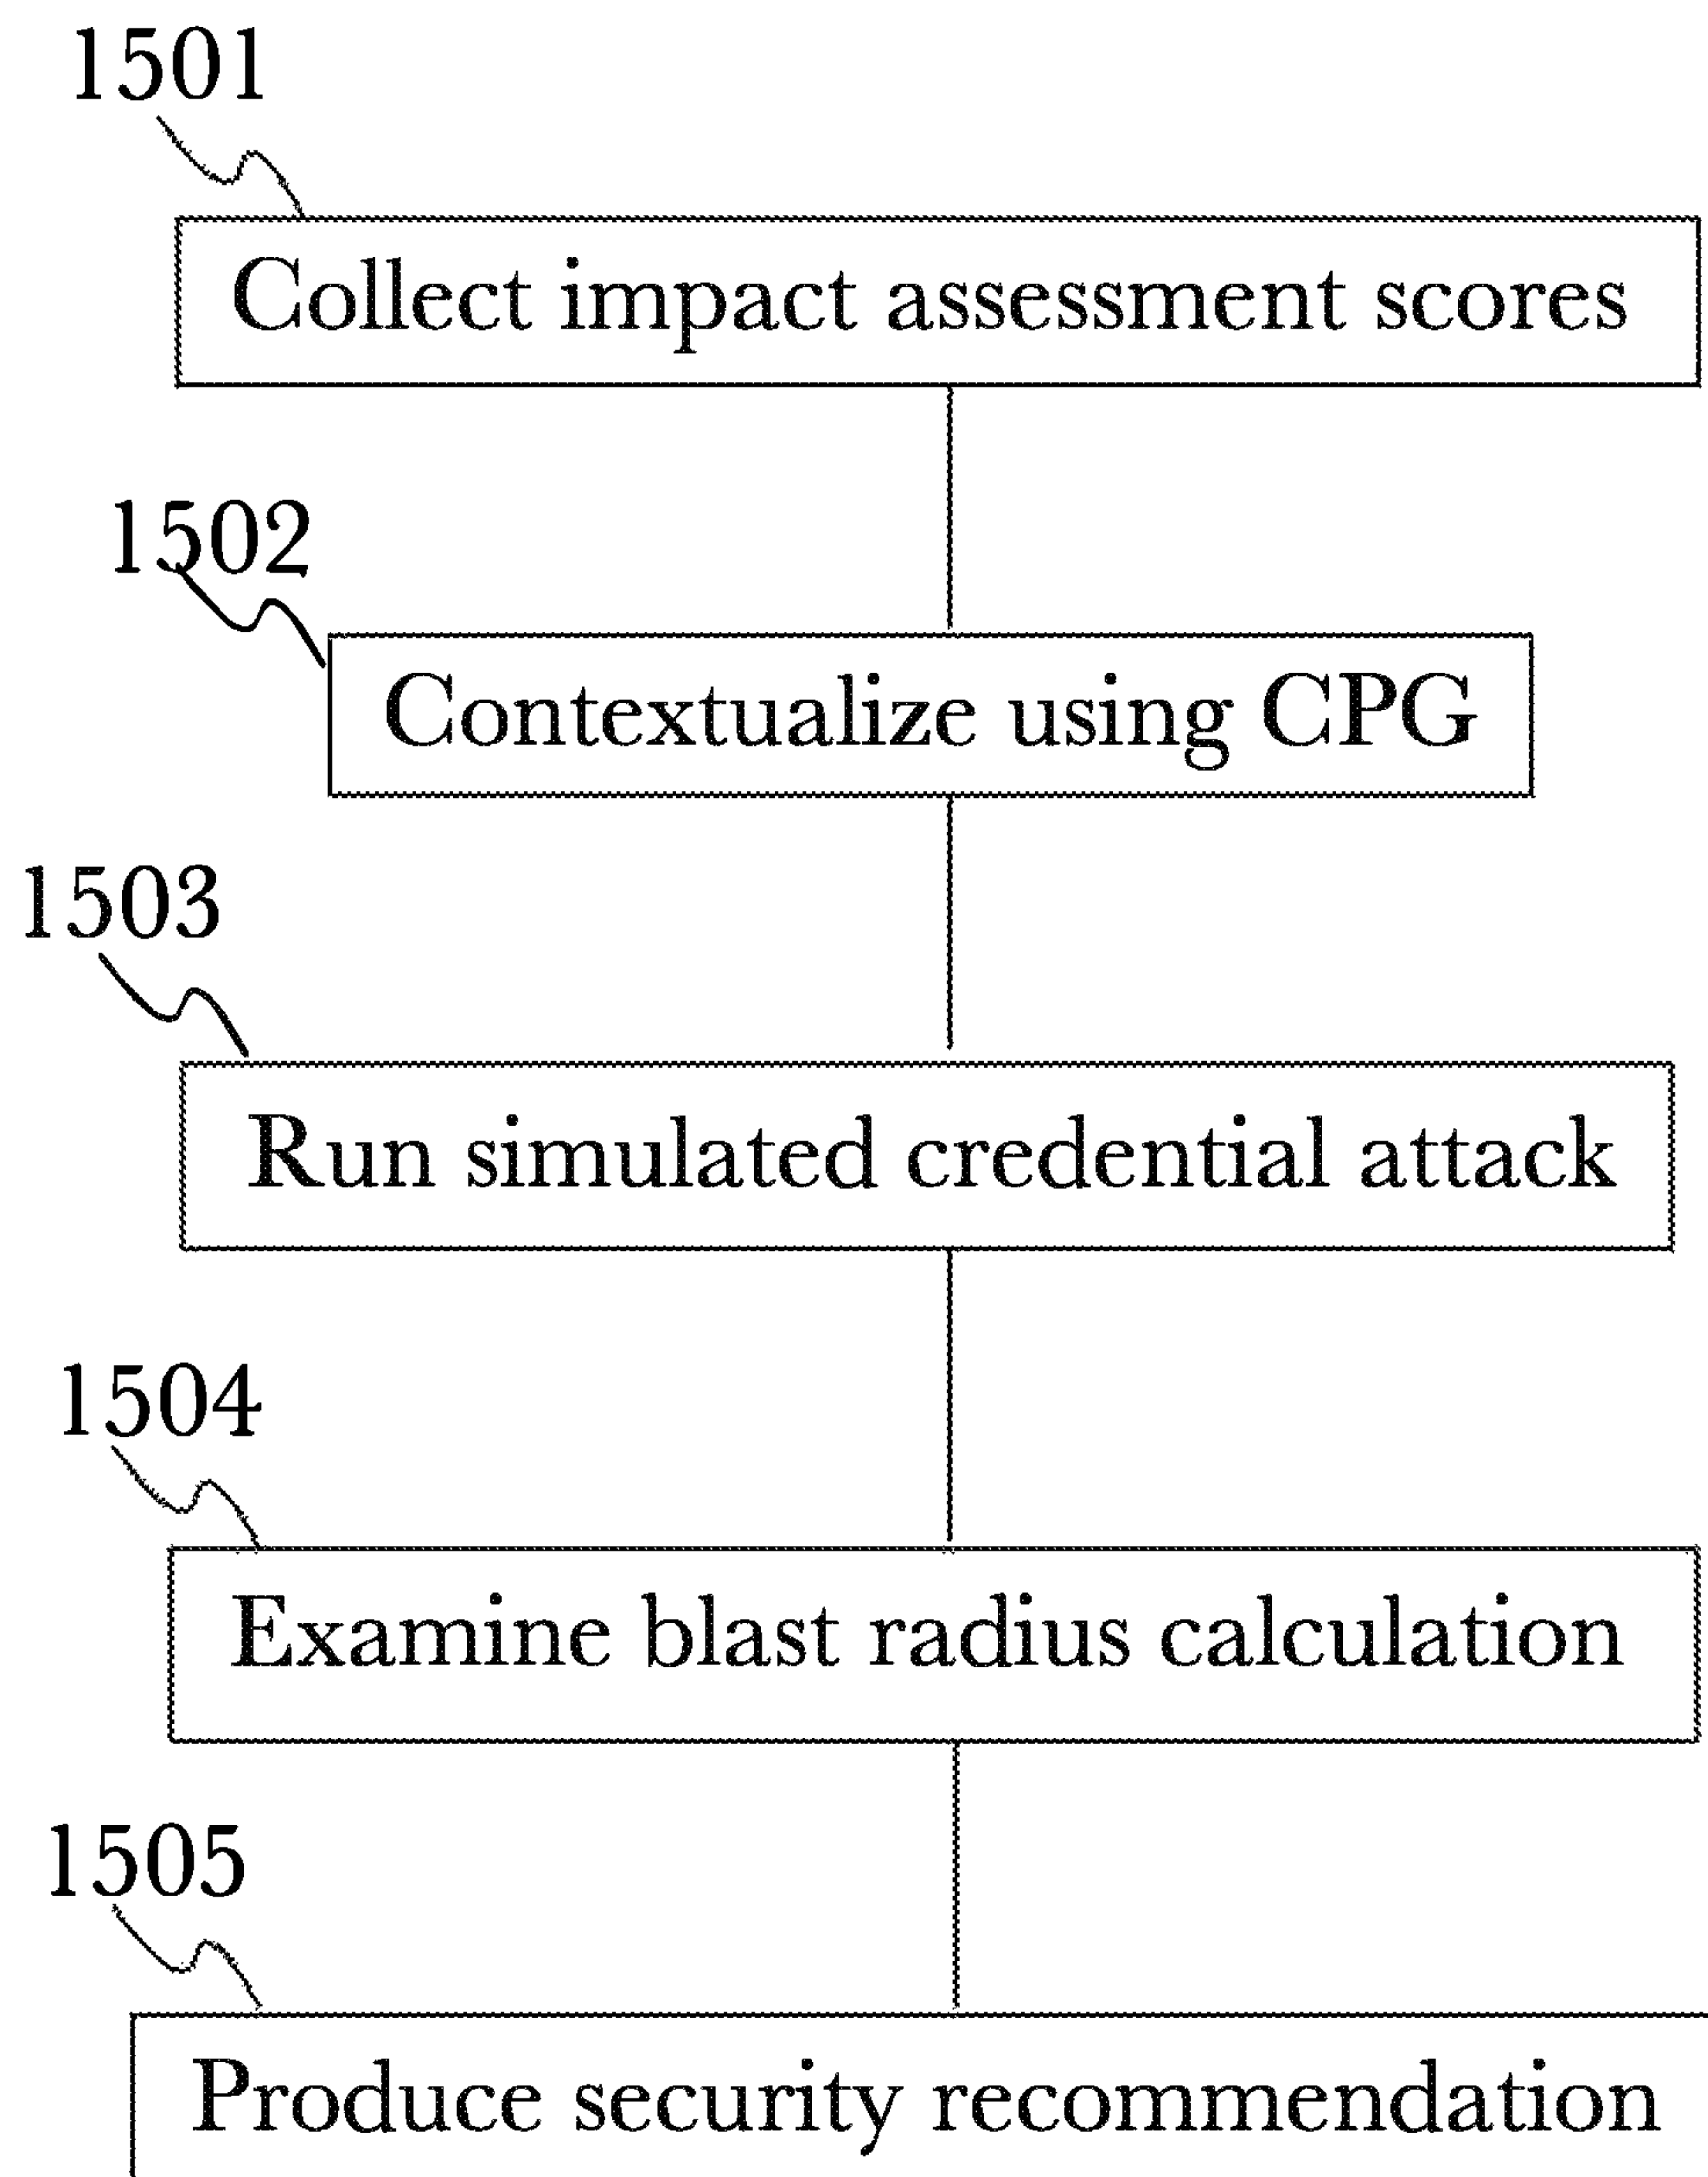 1501
Collect impact assessment scores
1502
Contextualize using CPG
1503
Run simulated credential attack
1504
Examine blast radius calculation
1505
Produce security recommendation